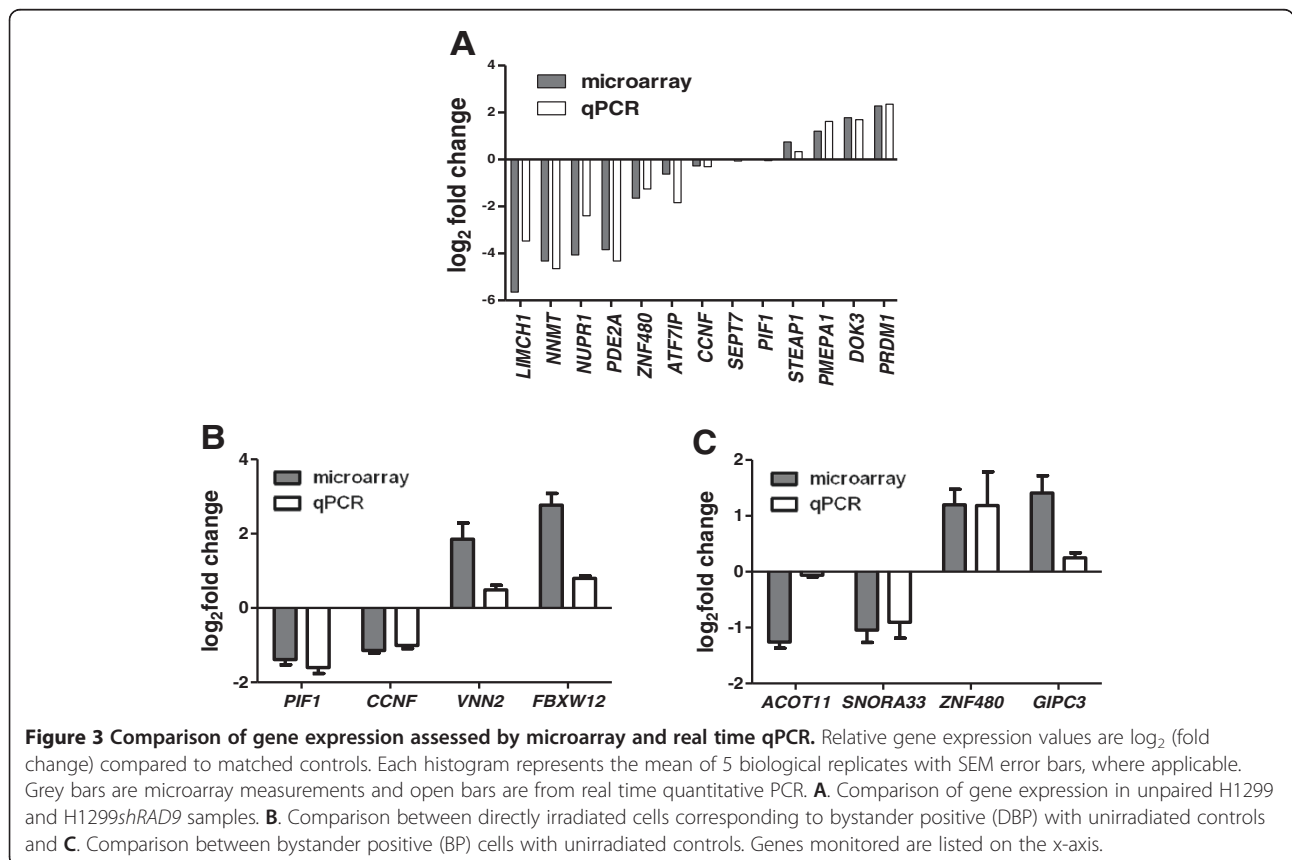 A
4
2
0
-2
-4
-6
log2 fold change
microarray
qPCR
LIMCH1
NNMT
NUPR1
PDE2A
ZNF480
ATF7IP
CCNF
SEPT7
PIF1
STEAP1
PMEPA1
DOK3
PRDM1
B
4
2
0
-2
log2fold change
microarray
qPCR
PIF1
CCNF
VNN2
FBXW12
C
2
1
0
-1
-2
log2fold change
microarray
qPCR
ACOT11
SNORA33
ZNF480
GIPC3
Figure 3 Comparison of gene expression assessed by microarray and real time qPCR. Relative gene expression values are log2 (fold
change) compared to matched controls. Each histogram represents the mean of 5 biological replicates with SEM error bars, where applicable.
Grey bars are microarray measurements and open bars are from real time quantitative PCR. A. Comparison of gene expression in unpaired H1299
and H1299shRAD9 samples. B. Comparison between directly irradiated cells corresponding to bystander positive (DBP) with unirradiated controls
and C. Comparison between bystander positive (BP) cells with unirradiated controls. Genes monitored are listed on the x-axis.